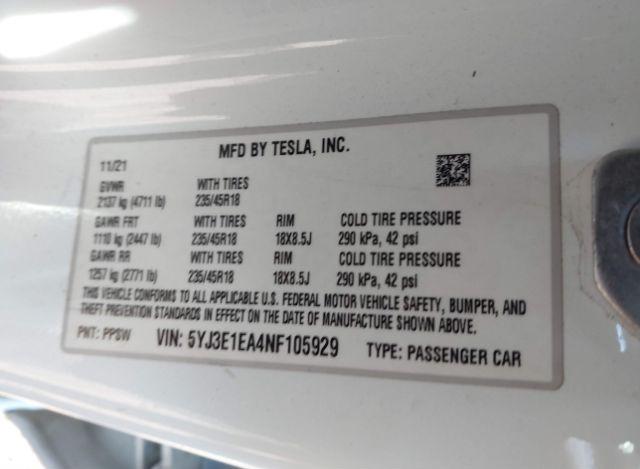 MFD BY TESLA, INC.
11/21
GVWR WITH TIRES
2137 kg (4711 lb) 235/45R18
GAWR FRT WITH TIRES RIM COLD TIRE PRESSURE
1110 kg (2447 lb) 235/45R18 18X8.5J 290 kPa, 42 psi
GAWR RR WITH TIRES RIM COLD TIRE PRESSURE
1257 kg (2771 lb) 235/45R18 18X8.5J 290 kPa, 42 psi
THIS VEHICLE CONFORMS TO ALL APPLICABLE U.S. FEDERAL MOTOR VEHICLE SAFETY, BUMPER, AND
THEFT PREVENTION STANDARDS IN EFFECT ON THE DATE OF MANUFACTURE SHOWN ABOVE.
PNT: PPSW VIN: 5YJ3E1EA4NF105929 TYPE: PASSENGER CAR